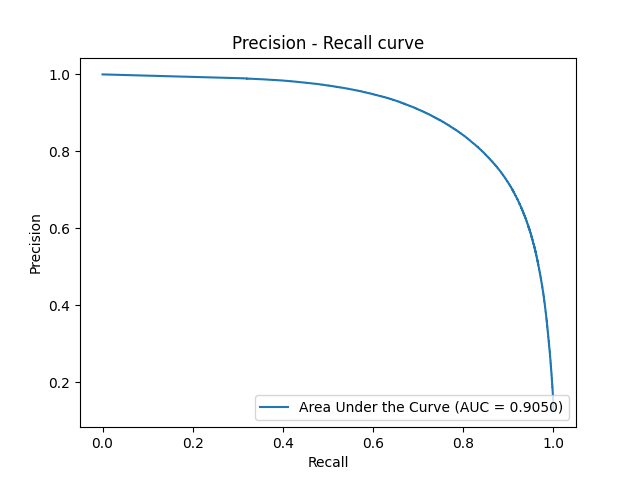 Precision - Recall curve
1.0
0.8
0.6
0.4
0.2
Precision
Area Under the Curve (AUC = 0.9050)
0.0 0.2 0.4 0.6 0.8 1.0
Recall